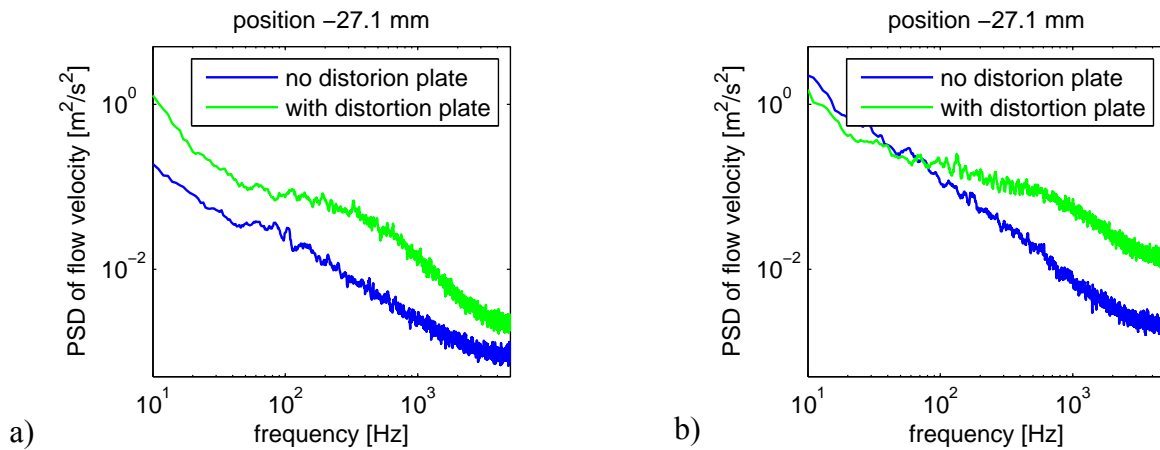 position −27.1 mm
no distorion plate
with distortion plate
PSD of flow velocity [m²/s²]
10⁰
10⁻²
10¹
10²
10³
frequency [Hz]
a)
position −27.1 mm
no distorion plate
with distortion plate
PSD of flow velocity [m²/s²]
10⁰
10⁻²
10¹
10²
10³
frequency [Hz]
b)